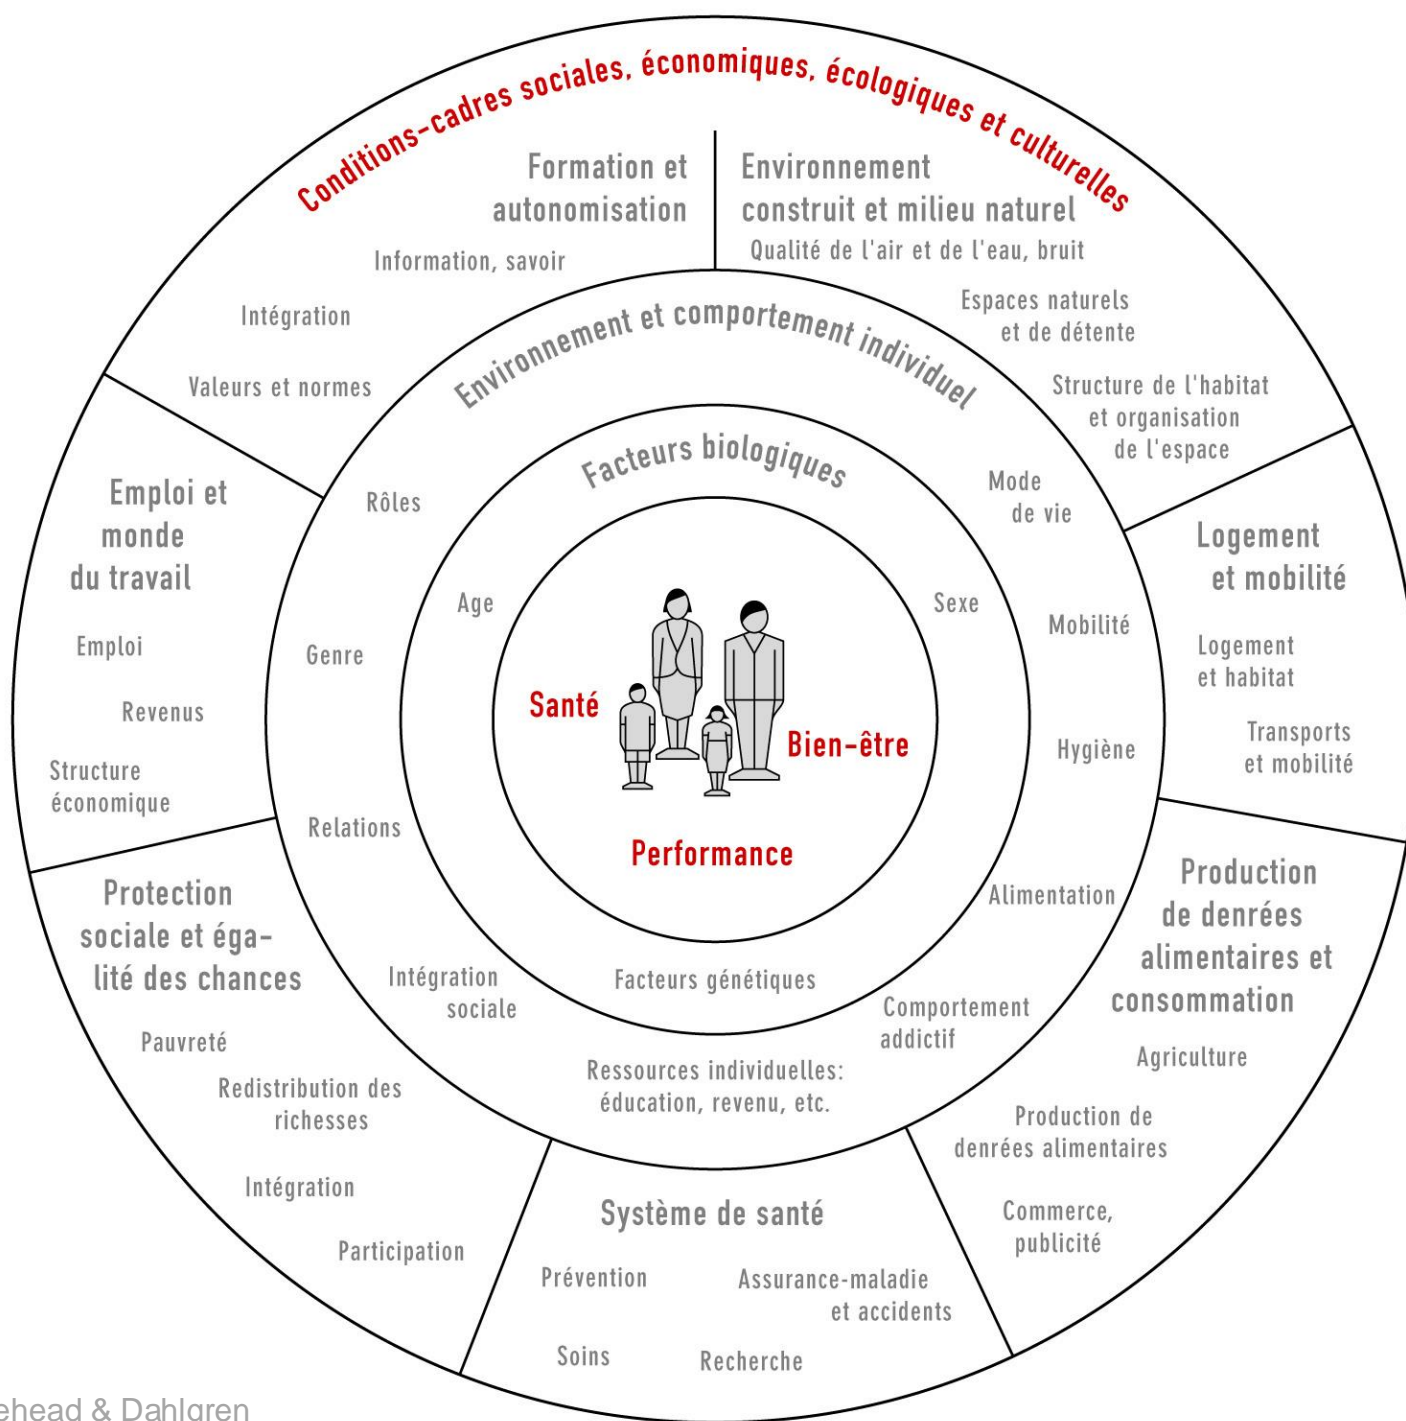 Conditions-cadres sociales, économiques, écologiques et culturelles
Formation et
autonomisation
Information, savoir
Intégration
Valeurs et normes
Environnement
construit et milieu naturel
Qualité de l'air et de l'eau, bruit
Espaces naturels
et de détente
Structure de l'habitat
et organisation
de l'espace
Emploi et
monde
du travail
Emploi
Revenus
Structure
économique
Logement
et mobilité
Logement
et habitat
Transports
et mobilité
Protection
sociale et éga-
lité des chances
Pauvreté
Redistribution des
richesses
Intégration
Participation
Système de santé
Prévention
Assurance-maladie
et accidents
Soins
Recherche
Production
de denrées
alimentaires et
consommation
Agriculture
Production de
denrées alimentaires
Commerce,
publicité
Environnement et comportement individuel
Rôles
Genre
Relations
Intégration
sociale
Ressources individuelles:
éducation, revenu, etc.
Mode
de vie
Mobilité
Hygiène
Alimentation
Comportement
addictif
Facteurs biologiques
Age
Sexe
Facteurs génétiques
Santé
Bien-être
Performance
ehead & Dahlgren